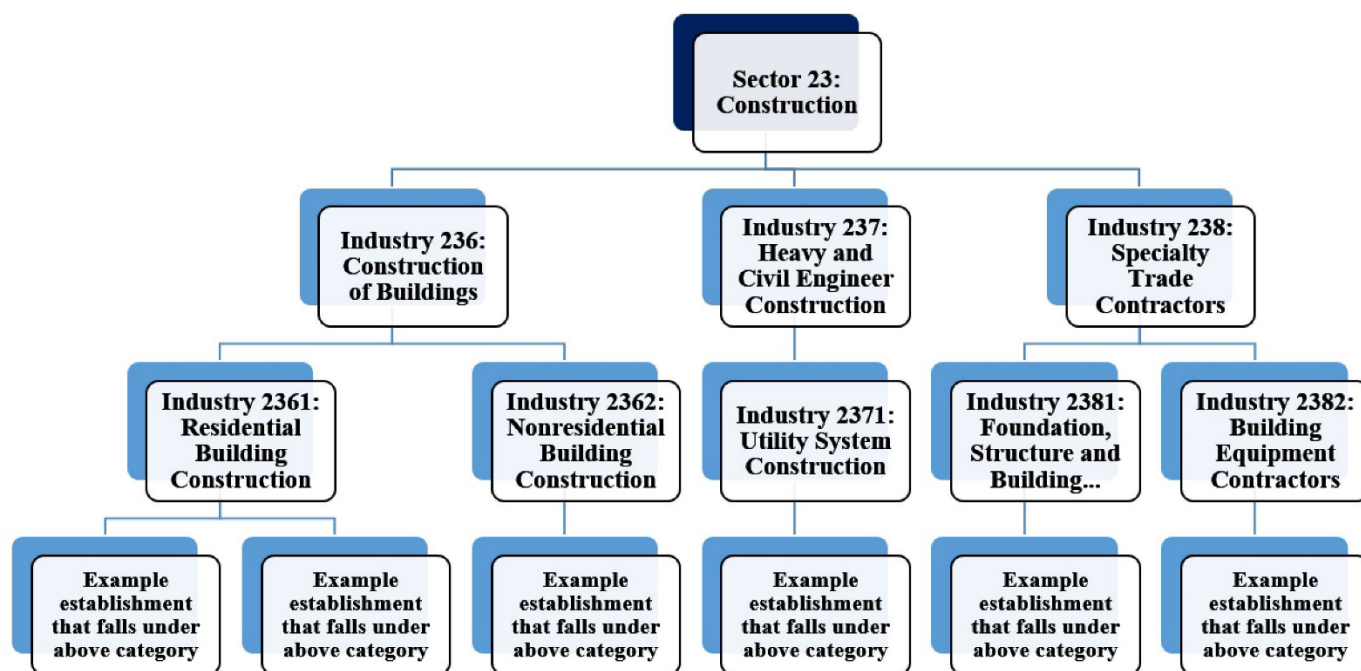 Sector 23:
Construction
Industry 236:
Construction
of Buildings
Industry 237:
Heavy and
Civil Engineer
Construction
Industry 238:
Specialty
Trade
Contractors
Industry 2361:
Residential
Building
Construction
Industry 2362:
Nonresidential
Building
Construction
Industry 2371:
Utility System
Construction
Industry 2381:
Foundation,
Structure and
Building...
Industry 2382:
Building
Equipment
Contractors
Example
establishment
that falls under
above category
Example
establishment
that falls under
above category
Example
establishment
that falls under
above category
Example
establishment
that falls under
above category
Example
establishment
that falls under
above category
Example
establishment
that falls under
above category